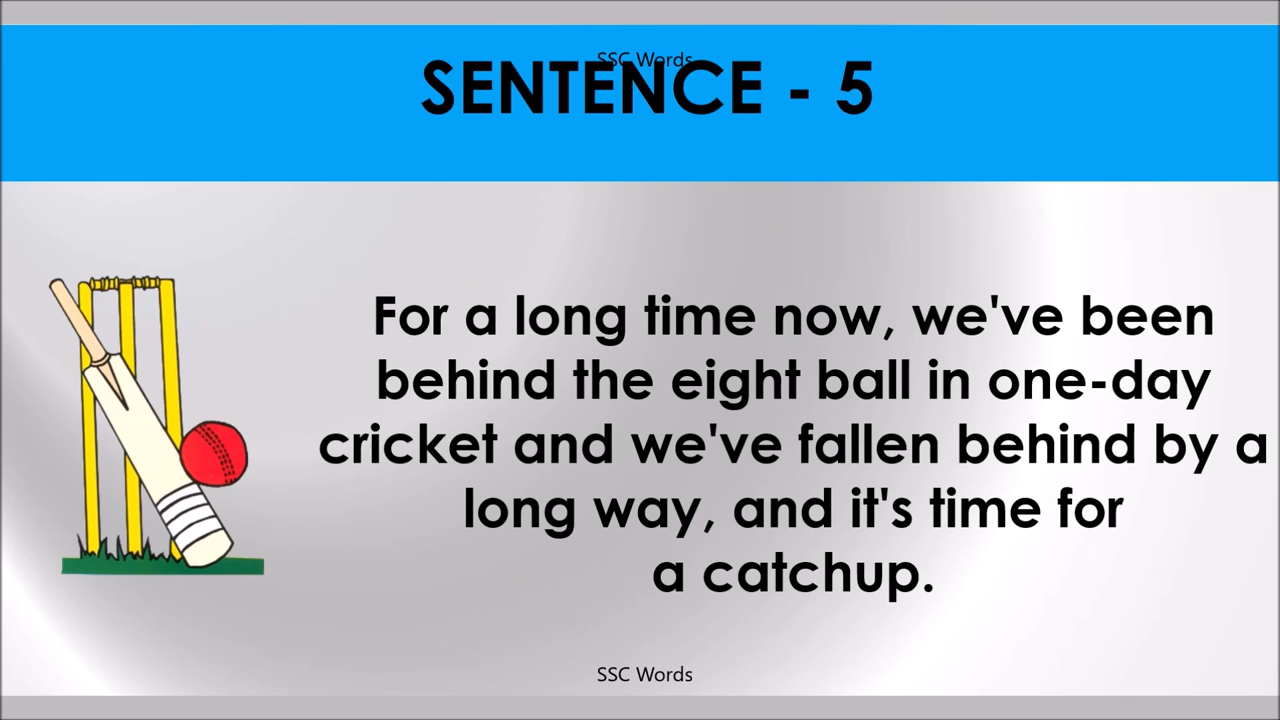 SSC Words
SENTENCE - 5
For a long time now, we've been
behind the eight ball in one-day
cricket and we've fallen behind by a
long way, and it's time for
a catchup.
SSC Words